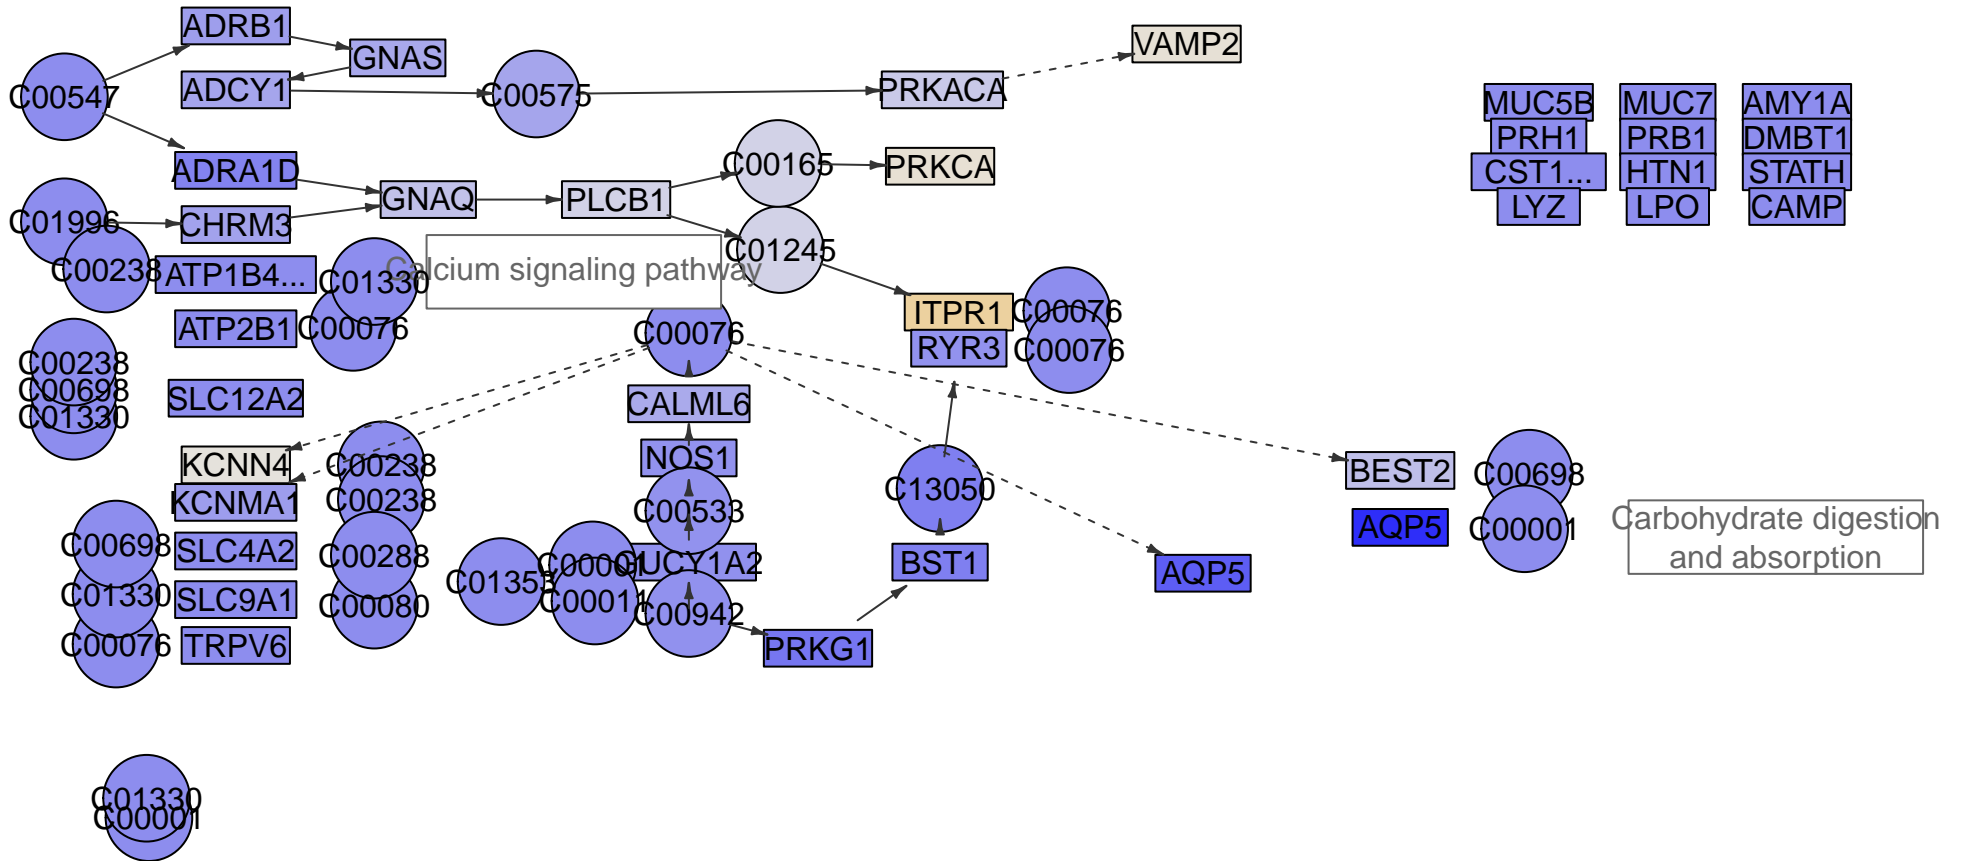 ADRB1
GNAS
VAMP2
C00547
ADCY1
C00575
PRKACA
MUC5B
MUC7
AMY1A
PRH1
PRB1
DMBT1
CST1...
HTN1
STATH
LYZ
LPO
CAMP
ADRA1D
GNAQ
PLCB1
C00165
PRKCA
C01996
CHRM3
C01245
C00238
ATP1B4...
C01330
Calcium signaling pathway
ATP2B1
C00076
C00076
ITPR1
C00076
RYR3
C00076
C00238
C00698
C01330
SLC12A2
CALML6
KCNN4
C00238
NOS1
KCNMA1
C00238
C00533
C13050
BEST2
C00698
AQP5
C00001
Carbohydrate digestion
and absorption
C00698
SLC4A2
C00288
C01353
C00001
GUCY1A2
BST1
AQP5
C01330
SLC9A1
C00080
C00011
C00942
C00076
TRPV6
PRKG1
C01330
C00001